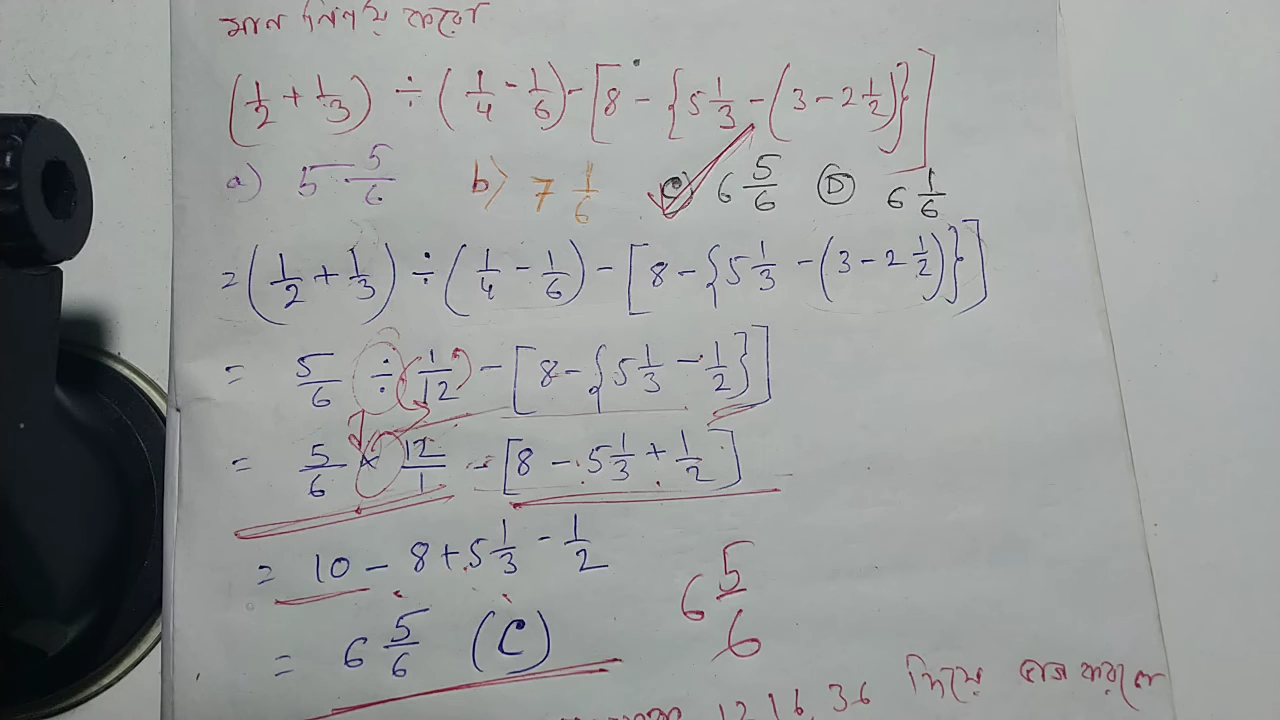 মান নির্ণয় করো
(1/2 + 1/3) ÷ (1/4 - 1/6) - [8 - {5 1/3 - (3 - 2 1/2)}]
a) 5 5/6 b) 7 1/6 c) 6 5/6 D 6 1/6
= (1/2 + 1/3) ÷ (1/4 - 1/6) - [8 - {5 1/3 - (3 - 2 1/2)}]
= 5/6 ÷ 1/12 - [8 - {5 1/3 - 1/2}]
= 5/6 × 12/1 - [8 - 5 1/3 + 1/2]
= 10 - 8 + 5 1/3 - 1/2
= 6 5/6 (C) 6 5/6
12 16, 36 দিয়ে ভাগ করলে